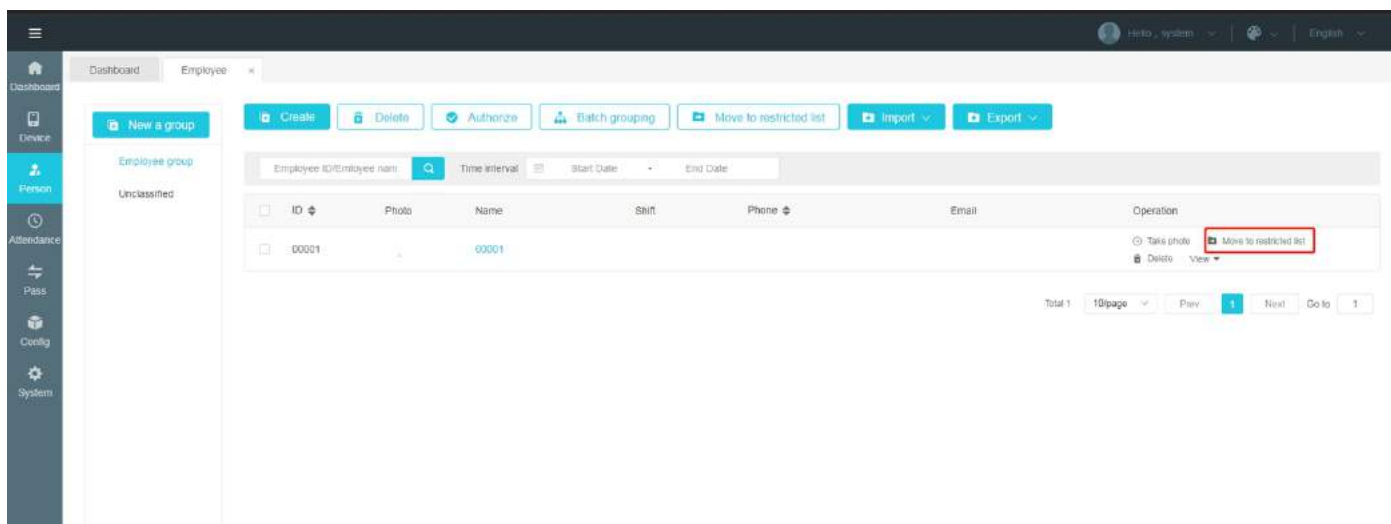 Hello , system English
Dashboard Employee ×
Dashboard
Device
Person
Attendance
Pass
Config
System
New a group
Employee group
Unclassified
Create Delete Authorize Batch grouping Move to restricted list Import Export
Employee ID/Emloyee nam Time interval Start Date - End Date
ID Photo Name Shift Phone Email Operation
00001 00001 Take photo Move to restricted list
Delete View
Total 1 10/page Prev 1 Next Go to 1